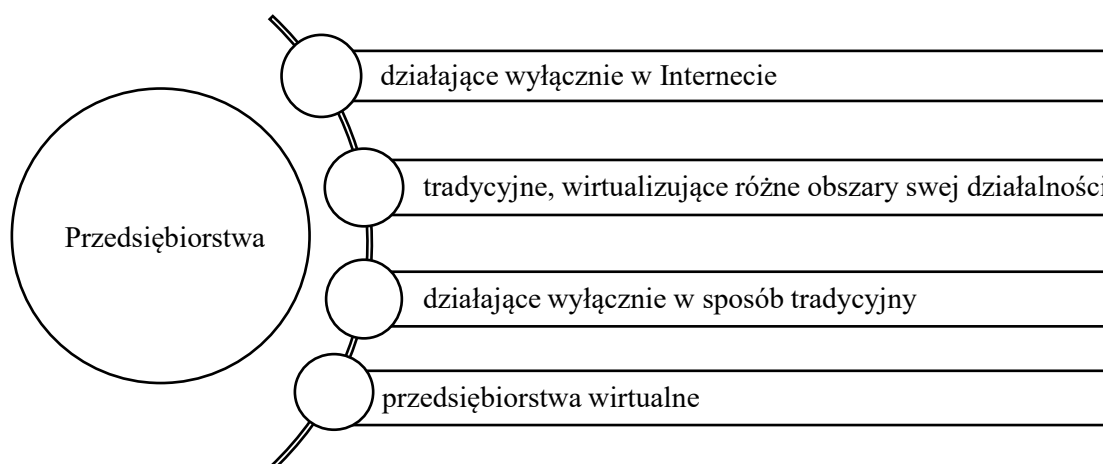 działające wyłącznie w Internecie
tradycyjne, wirtualizujące różne obszary swej działalności
Przedsiębiorstwa
działające wyłącznie w sposób tradycyjny
przedsiębiorstwa wirtualne